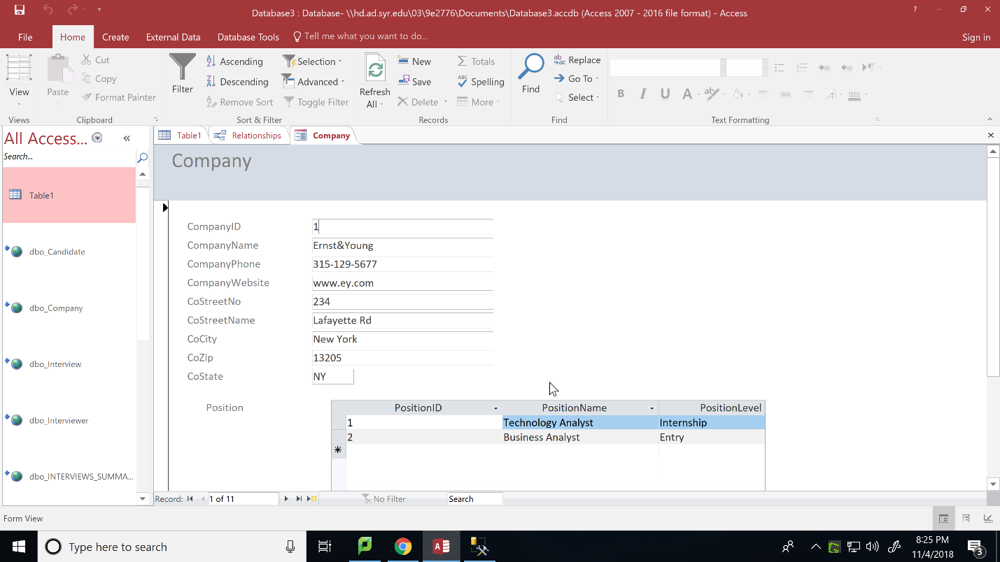 Database3 : Database- \\hd.ad.syr.edu\03\9e2776\Documents\Database3.accdb (Access 2007 - 2016 file format) - Access
?
File Home Create External Data Database Tools Tell me what you want to do... Sign in
View
Views
Paste
Cut
Copy
Format Painter
Clipboard
Filter
Ascending
Descending
Remove Sort
Selection
Advanced
Toggle Filter
Sort & Filter
Refresh
All
New
Save
Delete
Totals
Spelling
More
Records
Find
Replace
Go To
Select
Find
B I U A
Text Formatting
All Access...
Search...
Table1
dbo_Candidate
dbo_Company
dbo_Interview
dbo_Interviewer
dbo_INTERVIEWS_SUMMA...
Table1 Relationships Company
Company
CompanyID 1
CompanyName Ernst&Young
CompanyPhone 315-129-5677
CompanyWebsite www.ey.com
CoStreetNo 234
CoStreetName Lafayette Rd
CoCity New York
CoZip 13205
CoState NY
Position
PositionID PositionName PositionLevel
1 Technology Analyst Internship
2 Business Analyst Entry
Record: 1 of 11 No Filter Search
Form View
Type here to search
8:25 PM
11/4/2018
3